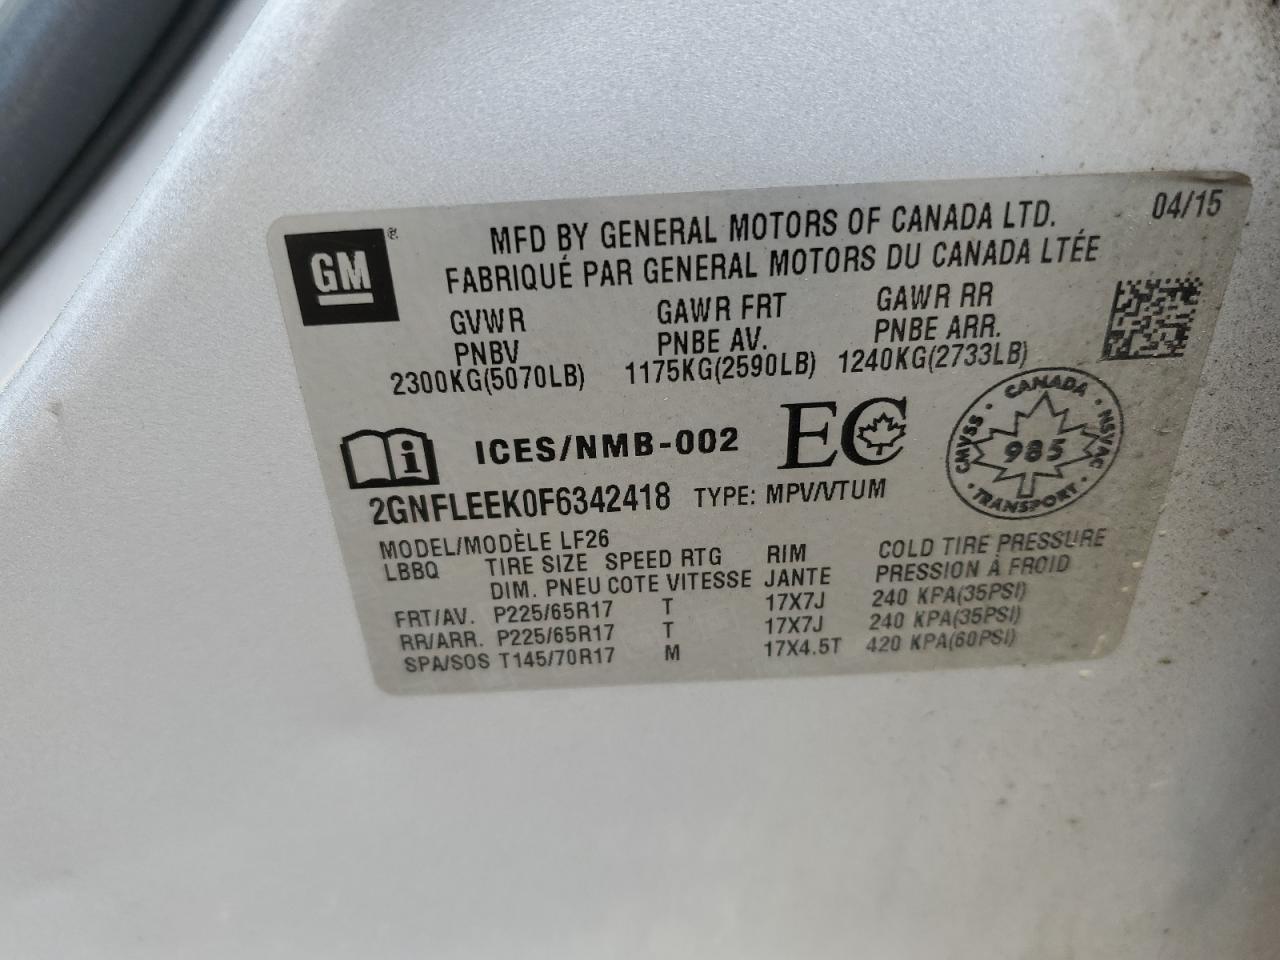 GM®
MFD BY GENERAL MOTORS OF CANADA LTD. 04/15
FABRIQUÉ PAR GENERAL MOTORS DU CANADA LTÉE
GVWR GAWR FRT GAWR RR
PNBV PNBE AV. PNBE ARR.
2300KG(5070LB) 1175KG(2590LB) 1240KG(2733LB)
i ICES/NMB-002 EC
CANADA
CMVSS · 985 · NSVAC
TRANSPORT
2GNFLEEK0F6342418 TYPE: MPV/VTUM
MODEL/MODÈLE LF26
LBBQ TIRE SIZE SPEED RTG RIM COLD TIRE PRESSURE
DIM. PNEU COTE VITESSE JANTE PRESSION À FROID
FRT/AV. P225/65R17 T 17X7J 240 KPA(35PSI)
RR/ARR. P225/65R17 T 17X7J 240 KPA(35PSI)
SPA/SOS T145/70R17 M 17X4.5T 420 KPA(60PSI)